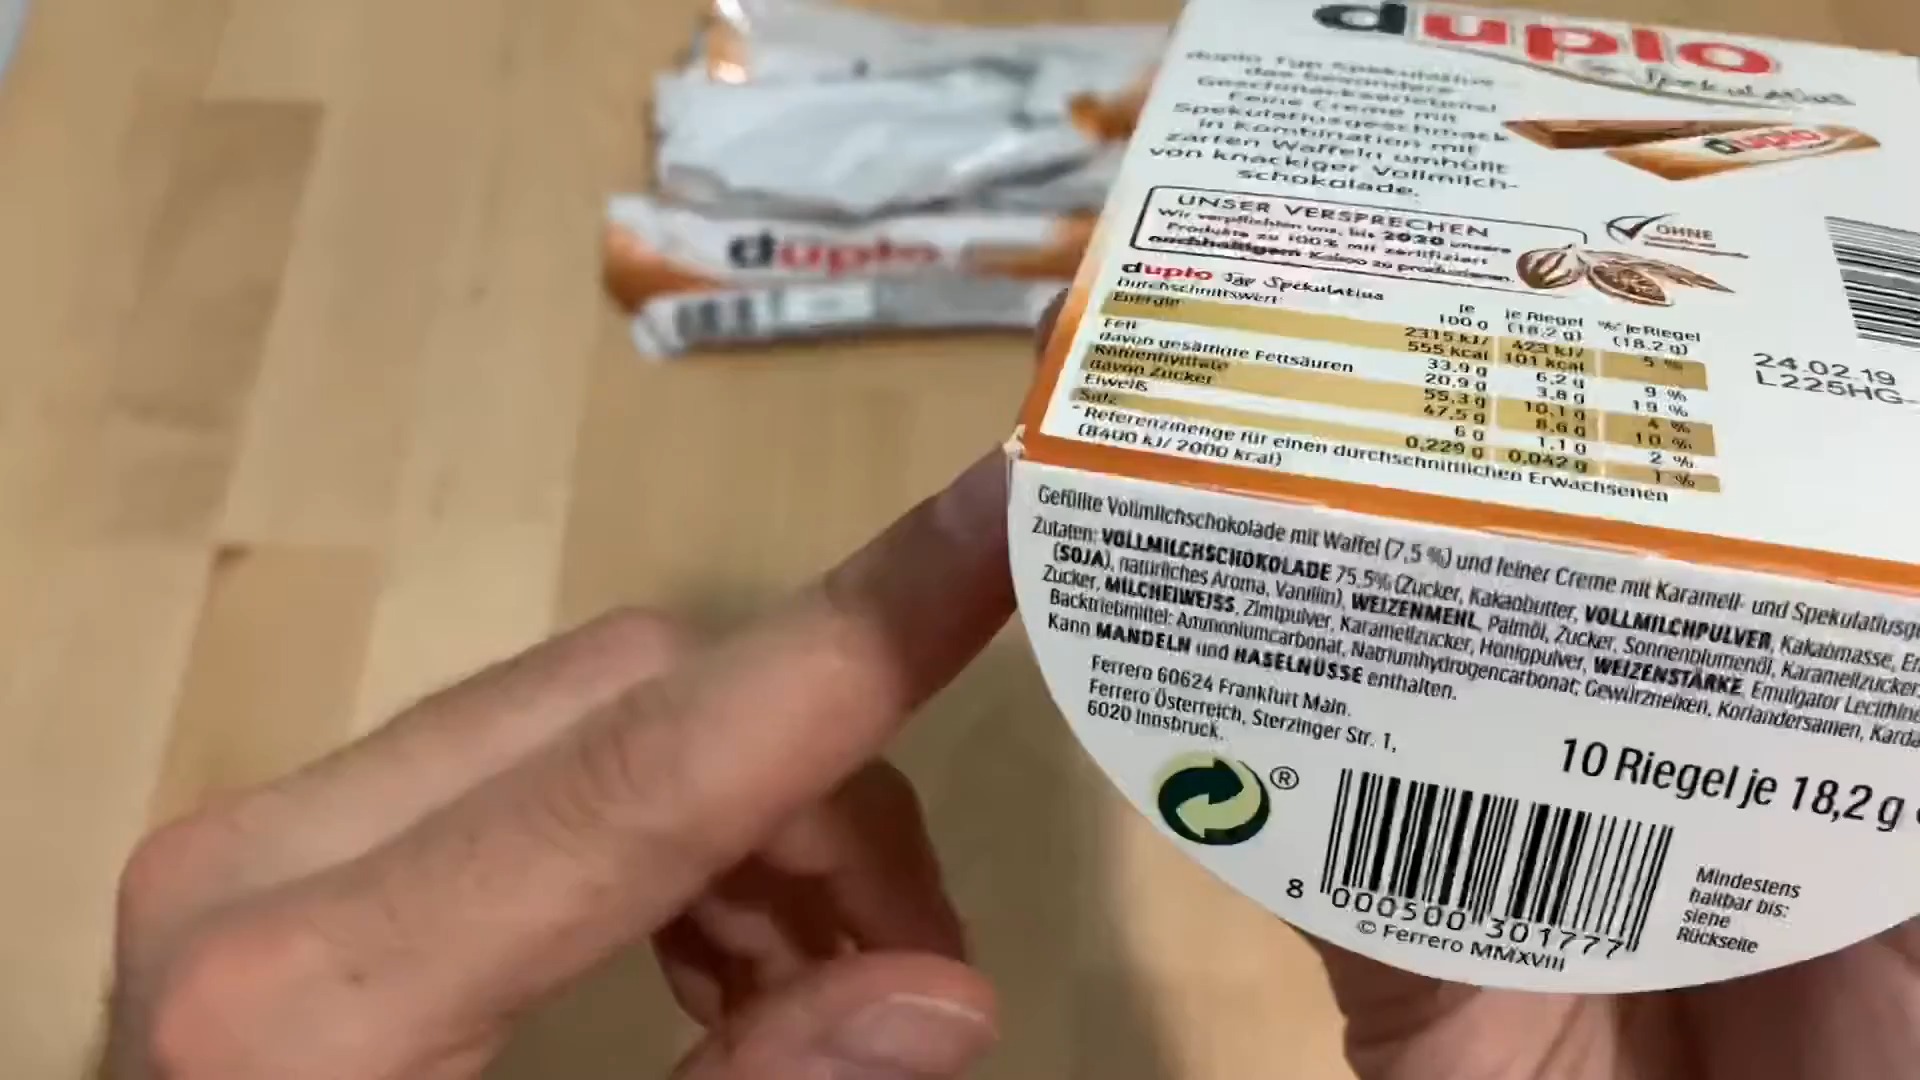 duplo
Typ Spekulatius
duplo Typ Spekulatius
das besondere
Geschmackserlebnis!
Feine Creme mit
Spekulatiusgeschmack
in Kombination mit
zarten Waffeln umhüllt
von knackiger Vollmilch-
schokolade.
duplo
UNSER VERSPRECHEN
Wir verpflichten uns, bis 2020 unsere
Produkte zu 100% mit zertifiziert
nachhaltigem Kakao zu produzieren.
OHNE
duplo
duplo Typ Spekulatius
Durchschnittswert je 100 g je Riegel (18,2 g) %* je Riegel (18,2 g)
Energie 2315 kJ/ 555 kcal 423 kJ/ 101 kcal 5 %
Fett 33,9 g 6,2 g 9 %
davon gesättigte Fettsäuren 20,9 g 3,8 g 19 %
Kohlenhydrate 55,3 g 10,1 g 4 %
davon Zucker 47,5 g 8,6 g 10 %
Eiweiß 6 g 1,1 g 2 %
Salz 0,229 g 0,042 g 1 %
*Referenzmenge für einen durchschnittlichen Erwachsenen
(8400 kJ/ 2000 kcal)
24.02.19
L225HG-
Gefüllte Vollmilchschokolade mit Waffel (7,5 %) und feiner Creme mit Karamell- und Spekulatiusge
Zutaten: VOLLMILCHSCHOKOLADE 75,5% (Zucker, Kakaobutter, VOLLMILCHPULVER, Kakaomasse, Em
(SOJA), natürliches Aroma, Vanillin), WEIZENMEHL, Palmöl, Zucker, Sonnenblumenöl, Karamellzucker
Zucker, MILCHEIWEISS, Zimtpulver, Karamellzucker, Honigpulver, WEIZENSTÄRKE, Emulgator Lecithine
Backtriebmittel: Ammoniumcarbonat, Natriumhydrogencarbonat; Gewürznelken, Koriandersamen, Karda
Kann MANDELN und HASELNÜSSE enthalten.
Ferrero 60624 Frankfurt Main.
Ferrero Österreich, Sterzinger Str. 1,
6020 Innsbruck.
10 Riegel je 18,2 g
®
8 000500 301777
© Ferrero MMXVIII
Mindestens
haltbar bis:
siehe
Rückseite